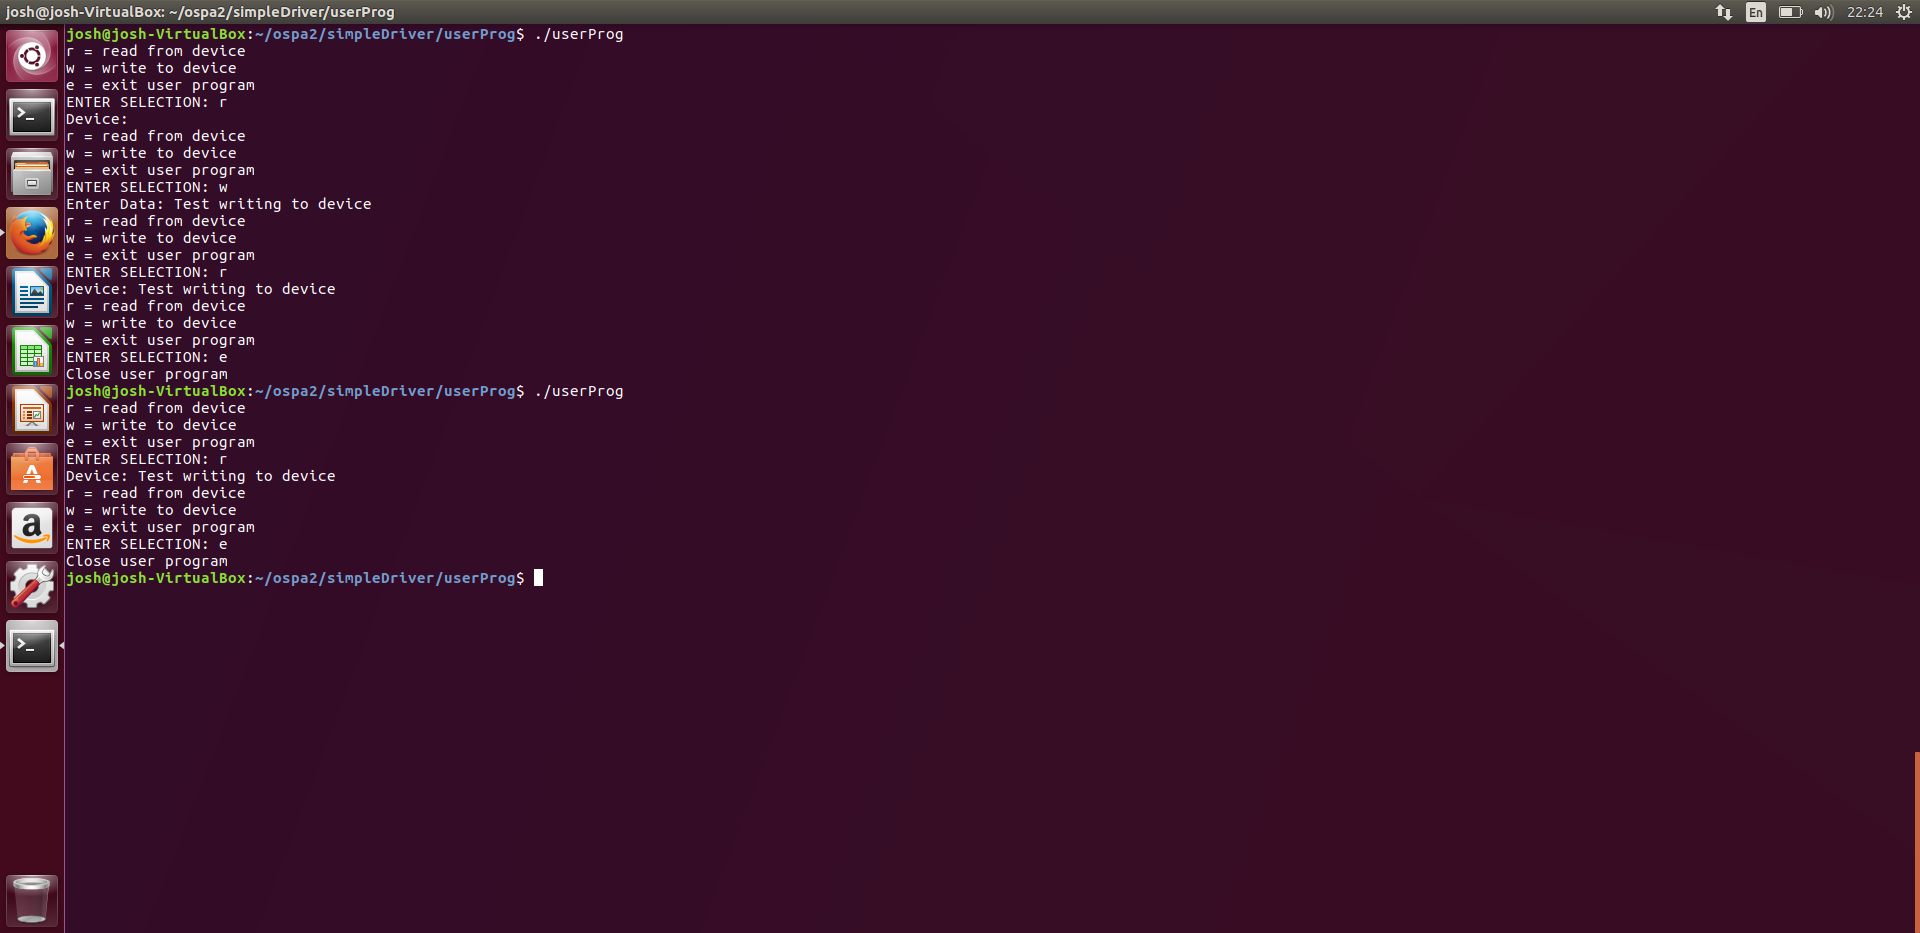 josh@josh-VirtualBox: ~/ospa2/simpleDriver/userProg
En
22:24
josh@josh-VirtualBox:~/ospa2/simpleDriver/userProg$ ./userProg
r = read from device
w = write to device
e = exit user program
ENTER SELECTION: r
Device:
r = read from device
w = write to device
e = exit user program
ENTER SELECTION: w
Enter Data: Test writing to device
r = read from device
w = write to device
e = exit user program
ENTER SELECTION: r
Device: Test writing to device
r = read from device
w = write to device
e = exit user program
ENTER SELECTION: e
Close user program
josh@josh-VirtualBox:~/ospa2/simpleDriver/userProg$ ./userProg
r = read from device
w = write to device
e = exit user program
ENTER SELECTION: r
Device: Test writing to device
r = read from device
w = write to device
e = exit user program
ENTER SELECTION: e
Close user program
josh@josh-VirtualBox:~/ospa2/simpleDriver/userProg$